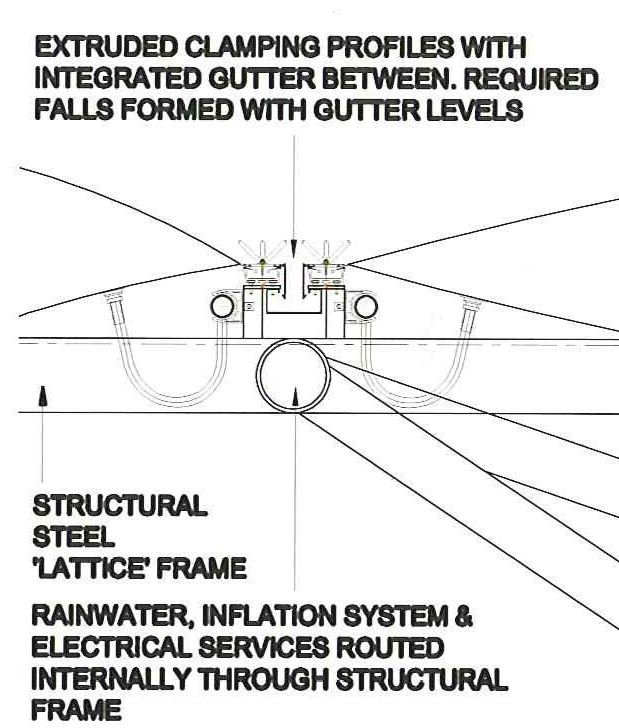 EXTRUDED CLAMPING PROFILES WITH
INTEGRATED GUTTER BETWEEN. REQUIRED
FALLS FORMED WITH GUTTER LEVELS
STRUCTURAL
STEEL
'LATTICE' FRAME
RAINWATER, INFLATION SYSTEM &
ELECTRICAL SERVICES ROUTED
INTERNALLY THROUGH STRUCTURAL
FRAME